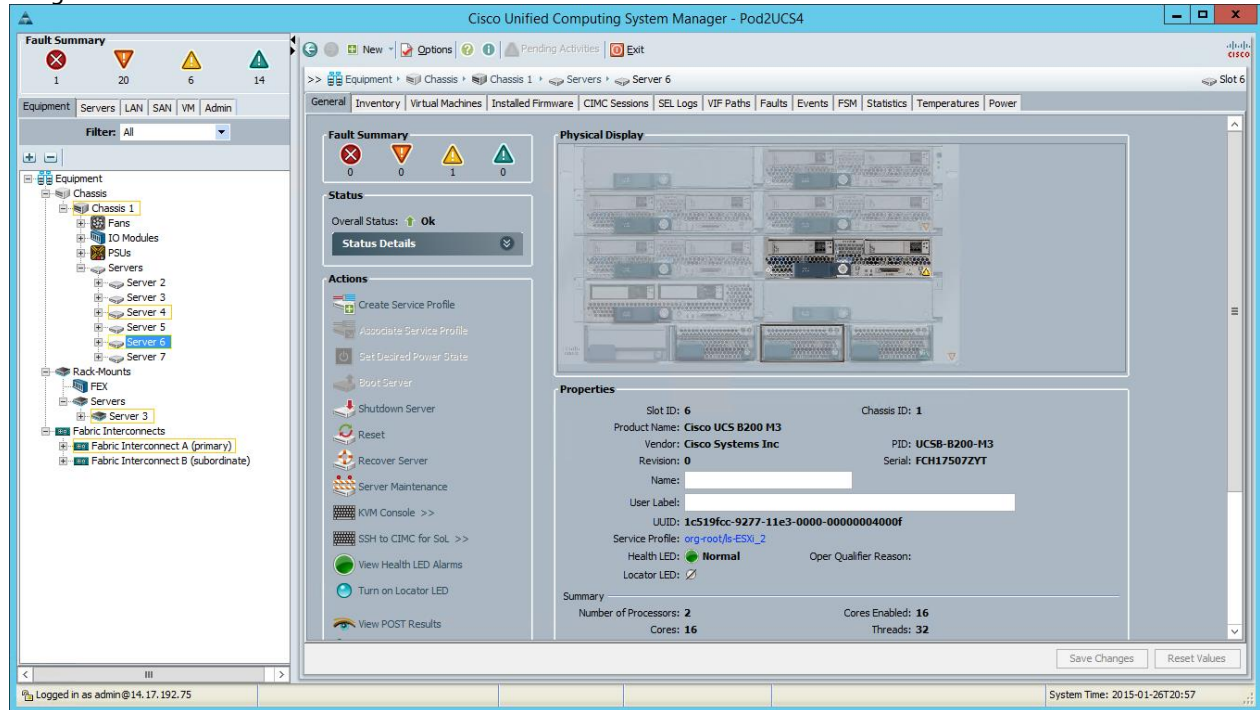 Cisco Unified Computing System Manager - Pod2UCS4
Fault Summary
1 20 6 14
Equipment Servers LAN SAN VM Admin
Filter: All
Equipment
Chassis
Chassis 1
Fans
IO Modules
PSUs
Servers
Server 2
Server 3
Server 4
Server 5
Server 6
Server 7
Rack-Mounts
FEX
Servers
Server 3
Fabric Interconnects
Fabric Interconnect A (primary)
Fabric Interconnect B (subordinate)
New Options Pending Activities Exit
CISCO
>> Equipment Chassis Chassis 1 Servers Server 6 Slot 6
General Inventory Virtual Machines Installed Firmware CIMC Sessions SEL Logs VIF Paths Faults Events FSM Statistics Temperatures Power
Fault Summary
0 0 1 0
Status
Overall Status: Ok
Status Details
Actions
Create Service Profile
Associate Service Profile
Set Desired Power State
Boot Server
Shutdown Server
Reset
Recover Server
Server Maintenance
KVM Console >>
SSH to CIMC for SoL >>
View Health LED Alarms
Turn on Locator LED
View POST Results
Physical Display
Properties
Slot ID: 6 Chassis ID: 1
Product Name: Cisco UCS B200 M3
Vendor: Cisco Systems Inc PID: UCSB-B200-M3
Revision: 0 Serial: FCH17507ZYT
Name:
User Label:
UUID: 1c519fcc-9277-11e3-0000-00000004000f
Service Profile: org-root/ls-ESXi_2
Health LED: Normal Oper Qualifier Reason:
Locator LED:
Summary
Number of Processors: 2 Cores Enabled: 16
Cores: 16 Threads: 32
Save Changes Reset Values
Logged in as admin@14.17.192.75 System Time: 2015-01-26T20:57